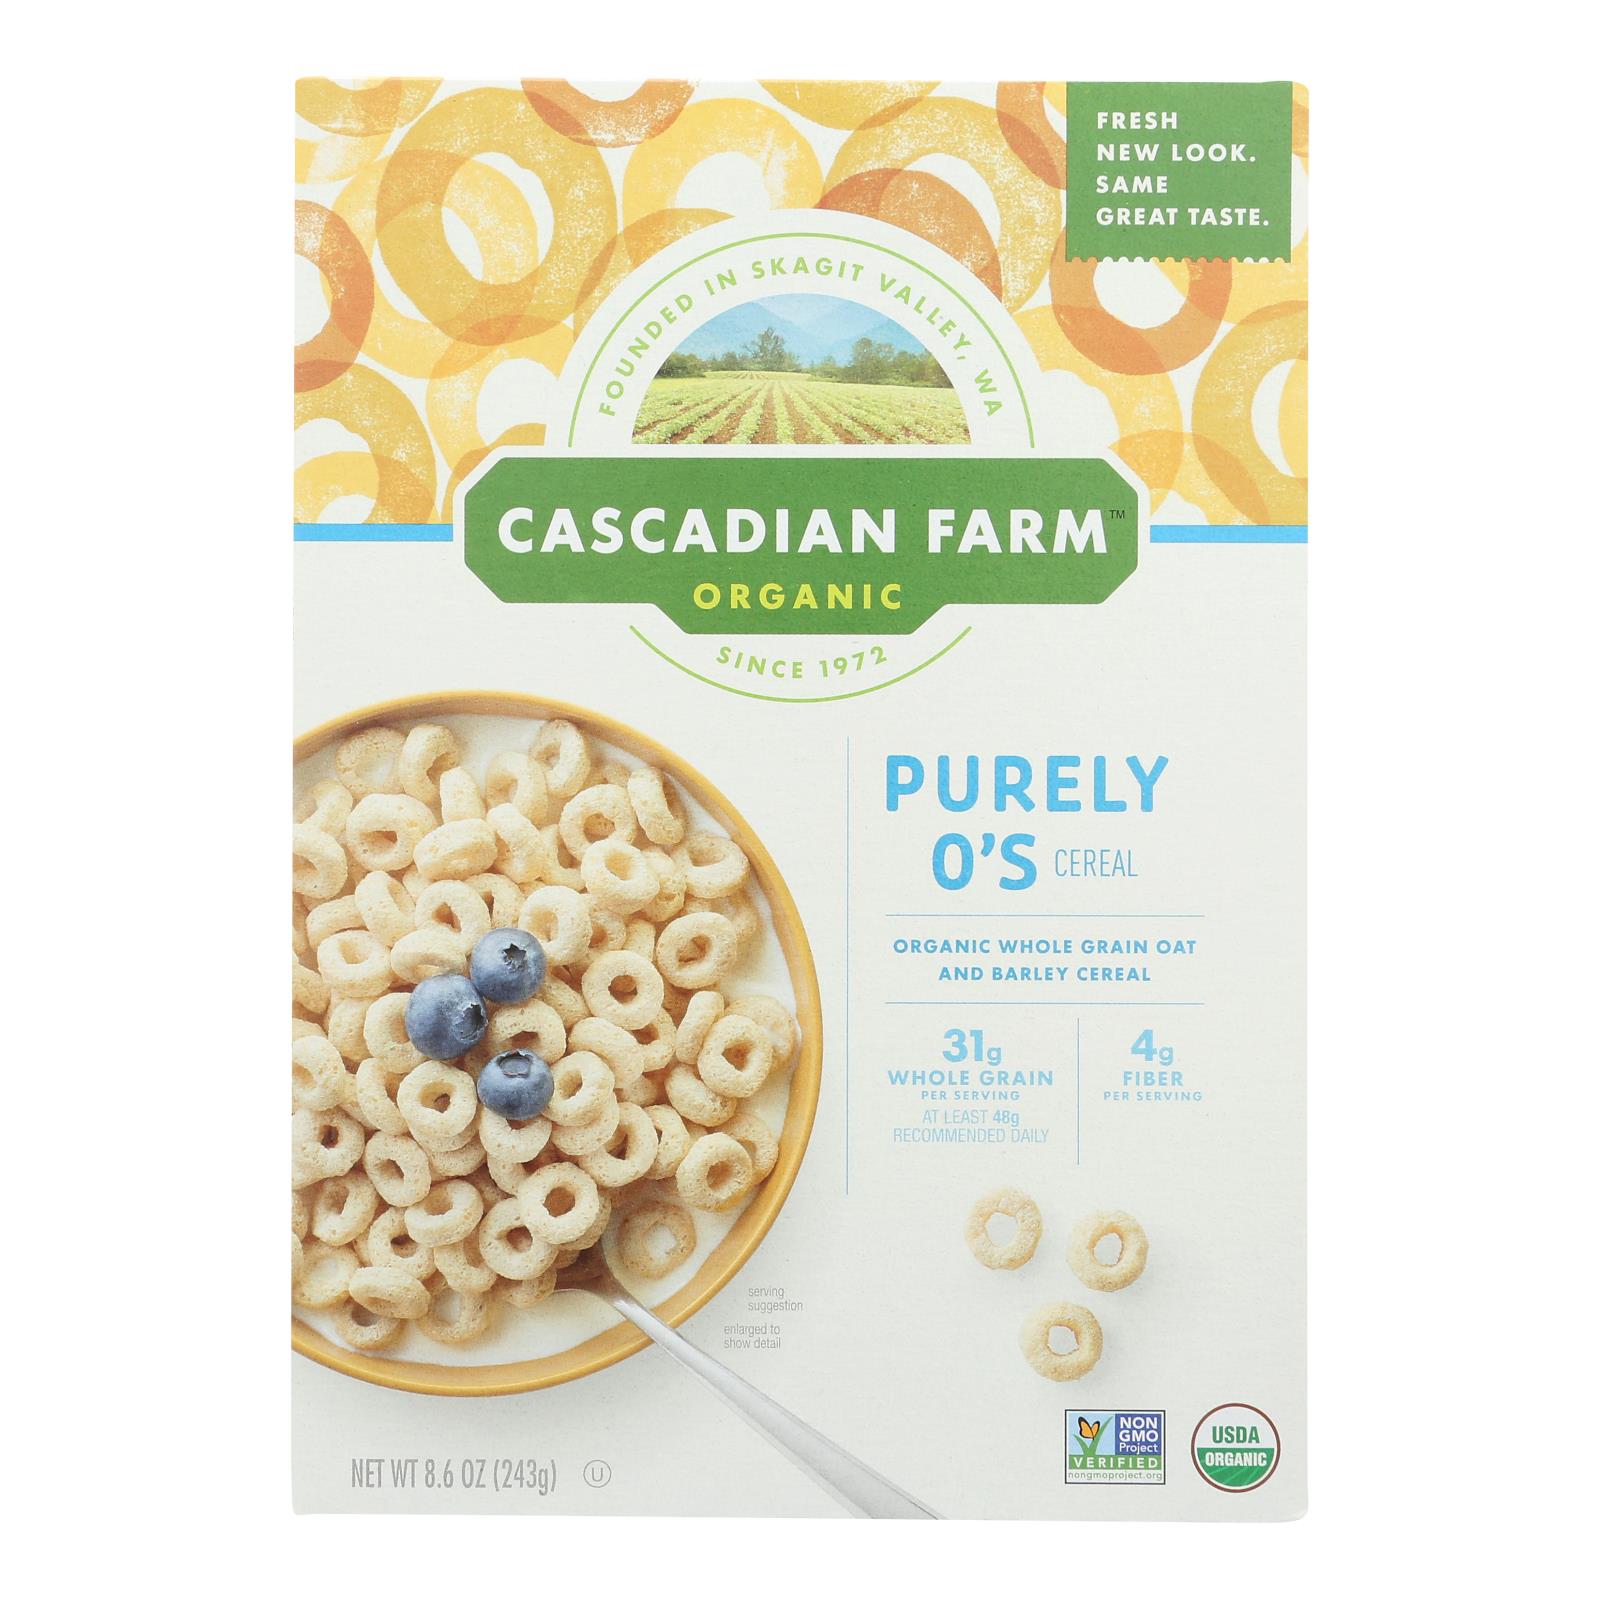 FRESH
NEW LOOK.
SAME
GREAT TASTE.
FOUNDED IN SKAGIT VALLEY, WA
CASCADIAN FARM™
ORGANIC
SINCE 1972
PURELY
O'S CEREAL
ORGANIC WHOLE GRAIN OAT
AND BARLEY CEREAL
31g
WHOLE GRAIN
PER SERVING
AT LEAST 48g
RECOMMENDED DAILY
4g
FIBER
PER SERVING
serving
suggestion
enlarged to
show detail
NET WT 8.6 OZ (243g) U
NON
GMO
Project
VERIFIED
nongmoproject.org
USDA
ORGANIC